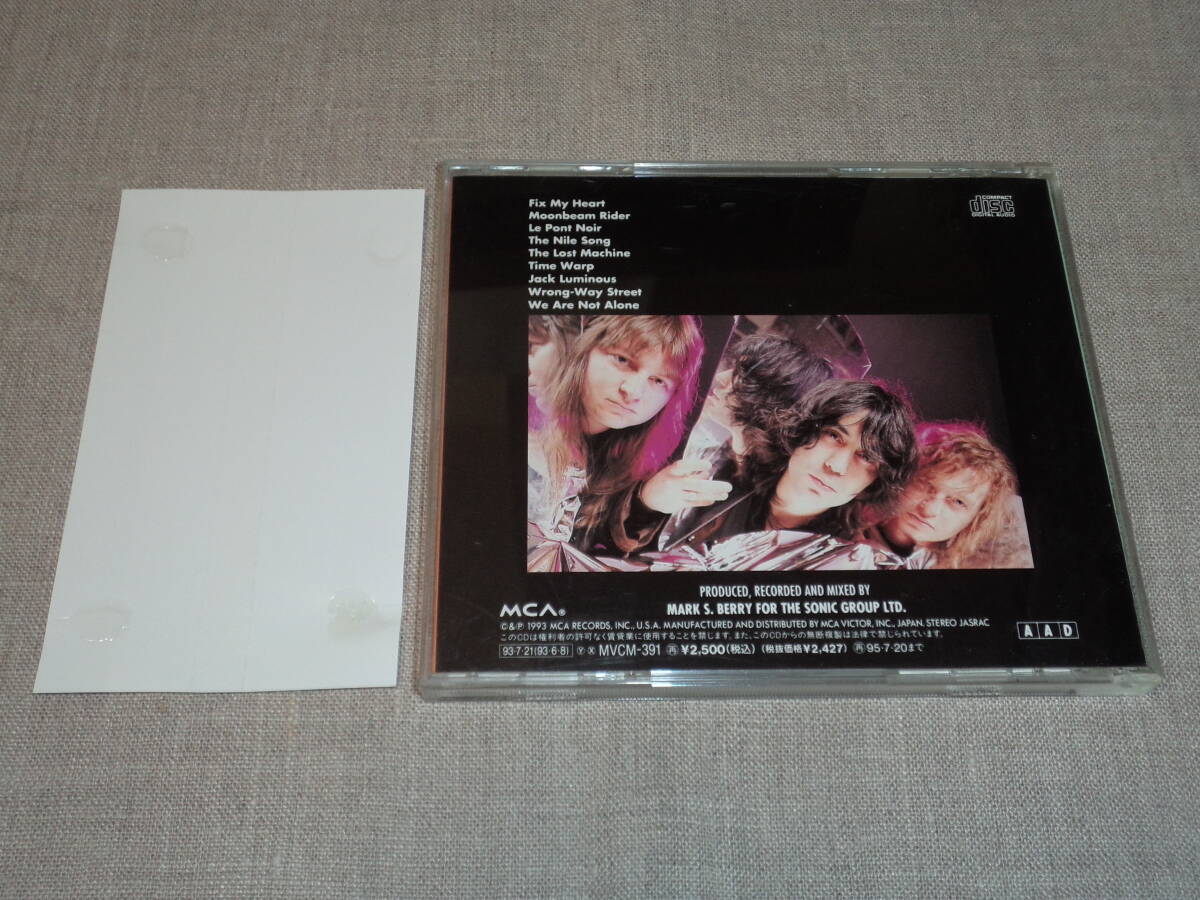 Fix My Heart
Moonbeam Rider
Le Pont Noir
The Nile Song
The Lost Machine
Time Warp
Jack Luminous
Wrong-Way Street
We Are Not Alone
COMPACT
disc
DIGITAL AUDIO
PRODUCED, RECORDED AND MIXED BY
MARK S. BERRY FOR THE SONIC GROUP LTD.
MCA®
©&℗ 1993 MCA RECORDS, INC., U.S.A. MANUFACTURED AND DISTRIBUTED BY MCA VICTOR, INC., JAPAN. STEREO JASRAC
このCDは権利者の許可なく賃貸業に使用することを禁じます。また、このCDからの無断複製は法律で禁じられています。
93·7·21(93·6·8) Ⓨ Ⓧ MVCM-391 ㊢¥2,500(税込) (税抜価格¥2,427) ㊢95·7·20まで
A A D